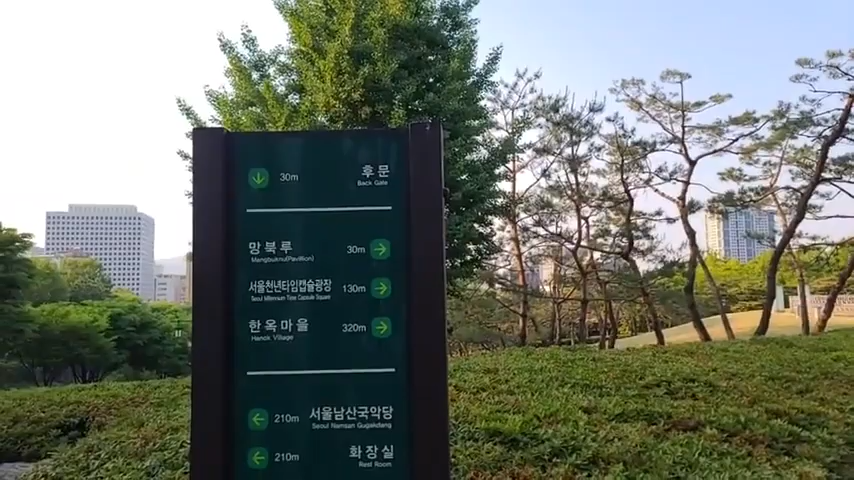 30m 후문
Back Gate
망북루 30m
Mangbuknu(Pavilion)
서울천년타임캡슐광장 130m
Seoul Millennium Time Capsule Square
한옥마을 320m
Hanok Village
210m 서울남산국악당
Seoul Namsan Gugakdang
210m 화장실
Rest Room